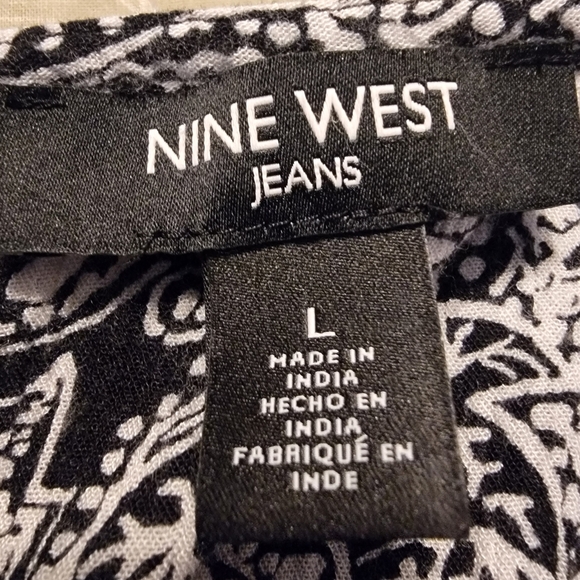 NINE WEST
JEANS
L
MADE IN
INDIA
HECHO EN
INDIA
FABRIQUÉ EN
INDE